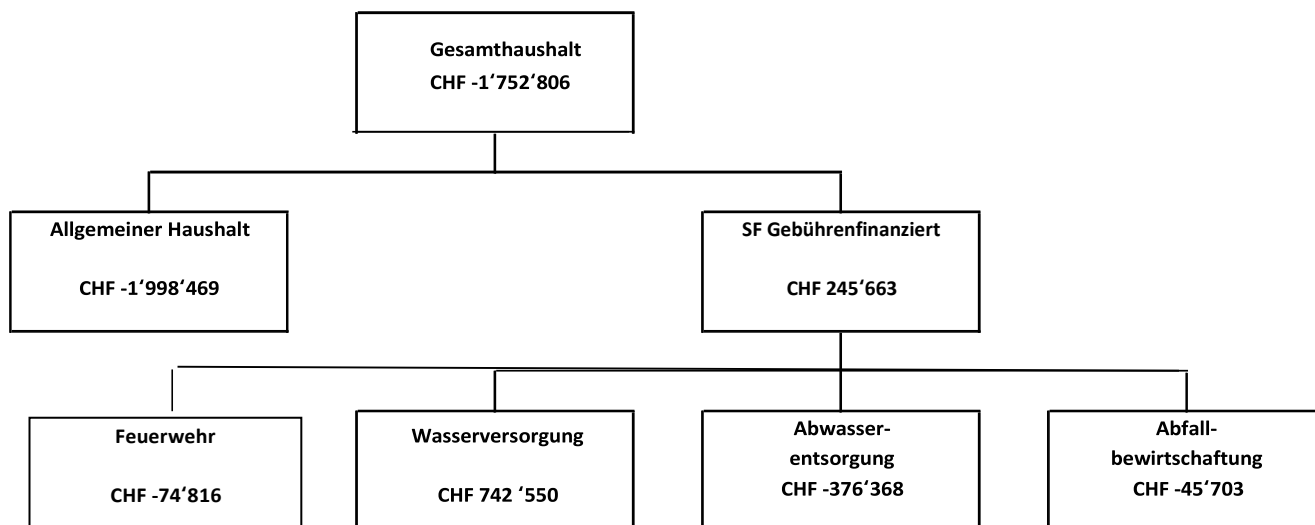 Gesamthaushalt
CHF -1‘752‘806
Allgemeiner Haushalt
CHF -1‘998‘469
SF Gebührenfinanziert
CHF 245‘663
Feuerwehr
CHF -74‘816
Wasserversorgung
CHF 742 ‘550
Abwasser-
entsorgung
CHF -376‘368
Abfall-
bewirtschaftung
CHF -45‘703